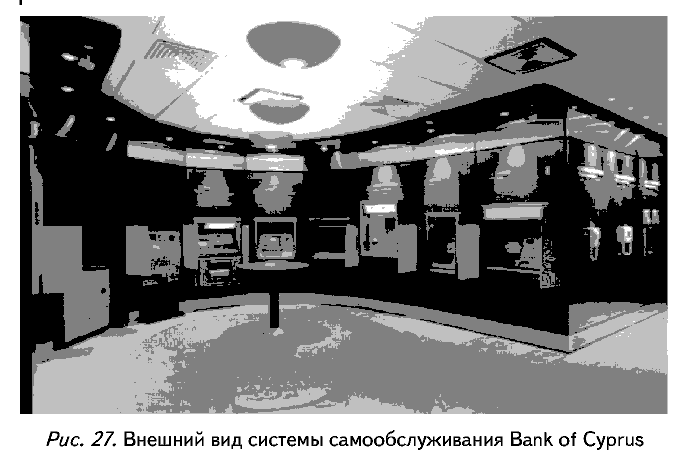 Рис. 27. Внешний вид системы самообслуживания Bank of Cyprus